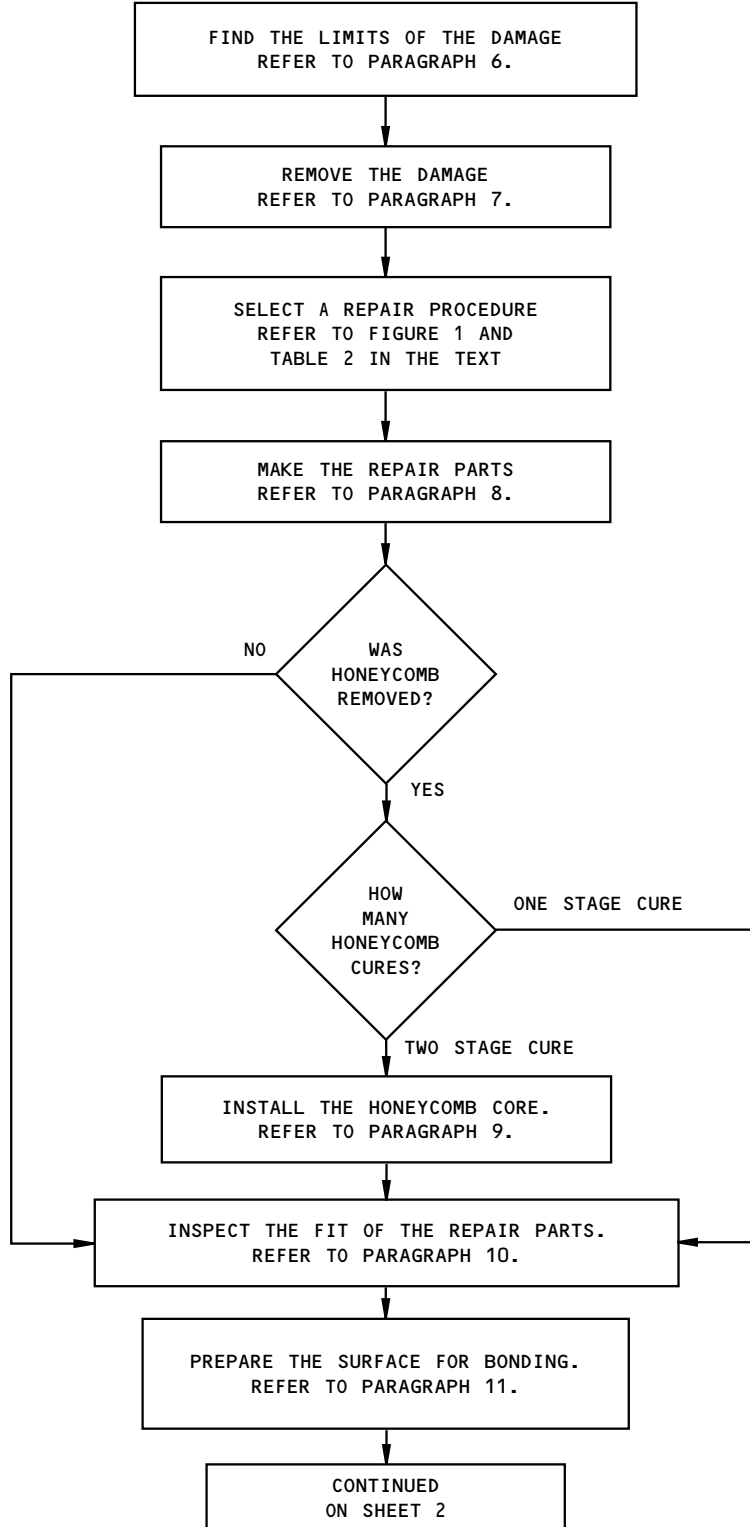 FIND THE LIMITS OF THE DAMAGE
REFER TO PARAGRAPH 6.
REMOVE THE DAMAGE
REFER TO PARAGRAPH 7.
SELECT A REPAIR PROCEDURE
REFER TO FIGURE 1 AND
TABLE 2 IN THE TEXT
MAKE THE REPAIR PARTS
REFER TO PARAGRAPH 8.
NO
WAS
HONEYCOMB
REMOVED?
YES
HOW
MANY
HONEYCOMB
CURES?
ONE STAGE CURE
TWO STAGE CURE
INSTALL THE HONEYCOMB CORE.
REFER TO PARAGRAPH 9.
INSPECT THE FIT OF THE REPAIR PARTS.
REFER TO PARAGRAPH 10.
PREPARE THE SURFACE FOR BONDING.
REFER TO PARAGRAPH 11.
CONTINUED
ON SHEET 2